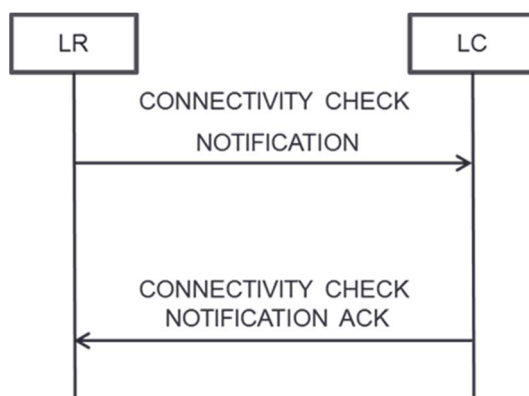 LR
LC
CONNECTIVITY CHECK
NOTIFICATION
CONNECTIVITY CHECK
NOTIFICATION ACK